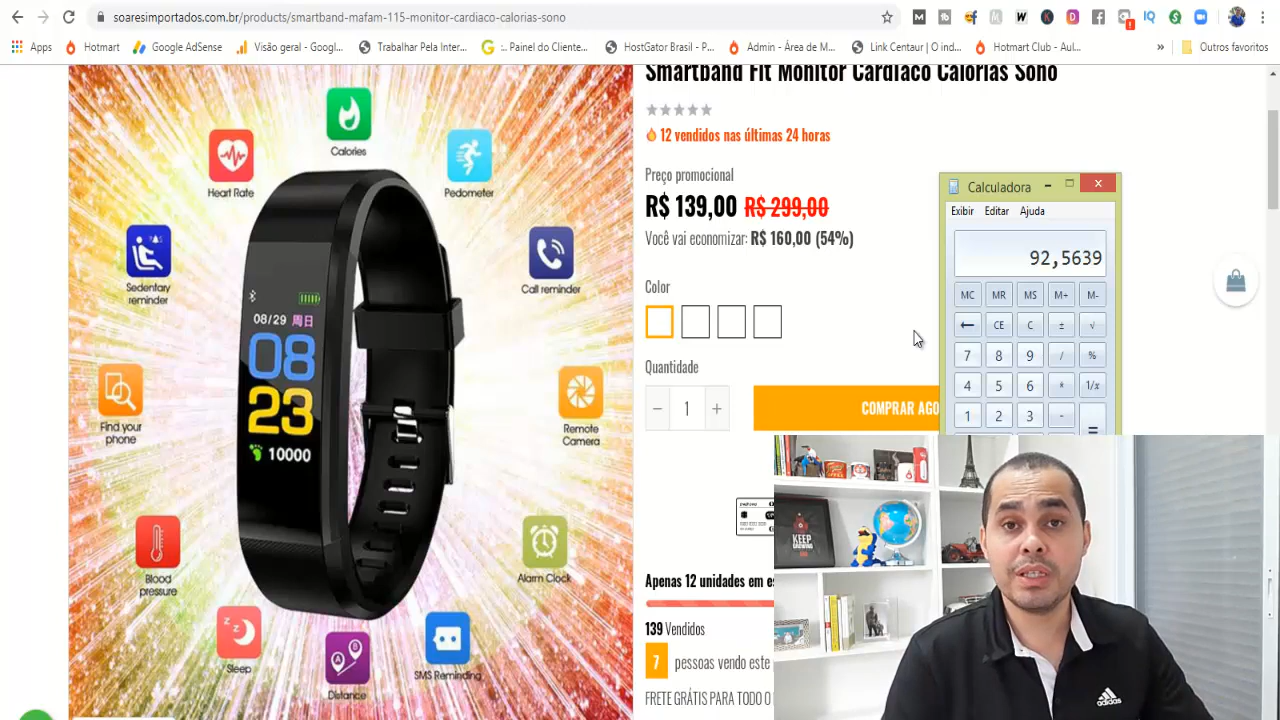 soaresimportados.com.br/products/smartband-mafam-115-monitor-cardiaco-calorias-sono
Apps
Hotmart
Google AdSense
Visão geral - Googl...
Trabalhar Pela Inter...
:. Painel do Cliente...
HostGator Brasil - P...
Admin - Área de M...
Link Centaur | O ind...
Hotmart Club - Aul...
»
Outros favoritos
Smartband Fit Monitor Cardíaco Calorias Sono
12 vendidos nas últimas 24 horas
Preço promocional
R$ 139,00 R$ 299,00
Você vai economizar: R$ 160,00 (54%)
Color
Quantidade
− 1 +
COMPRAR AGO
Apenas 12 unidades em es
139 Vendidos
7 pessoas vendo este
FRETE GRÁTIS PARA TODO O
Calories
Heart Rate
Pedometer
Sedentary
reminder
Call reminder
Find your
phone
Remote
Camera
Blood
pressure
Alarm Clock
Sleep
Distance
SMS Reminding
A
B
08/29 周日
08
23
10000
Calculadora
Exibir Editar Ajuda
92,5639
MC MR MS M+ M-
← CE C ± √
7 8 9 / %
4 5 6 * 1/x
1 2 3 - =
KEEP
GROWING
adidas